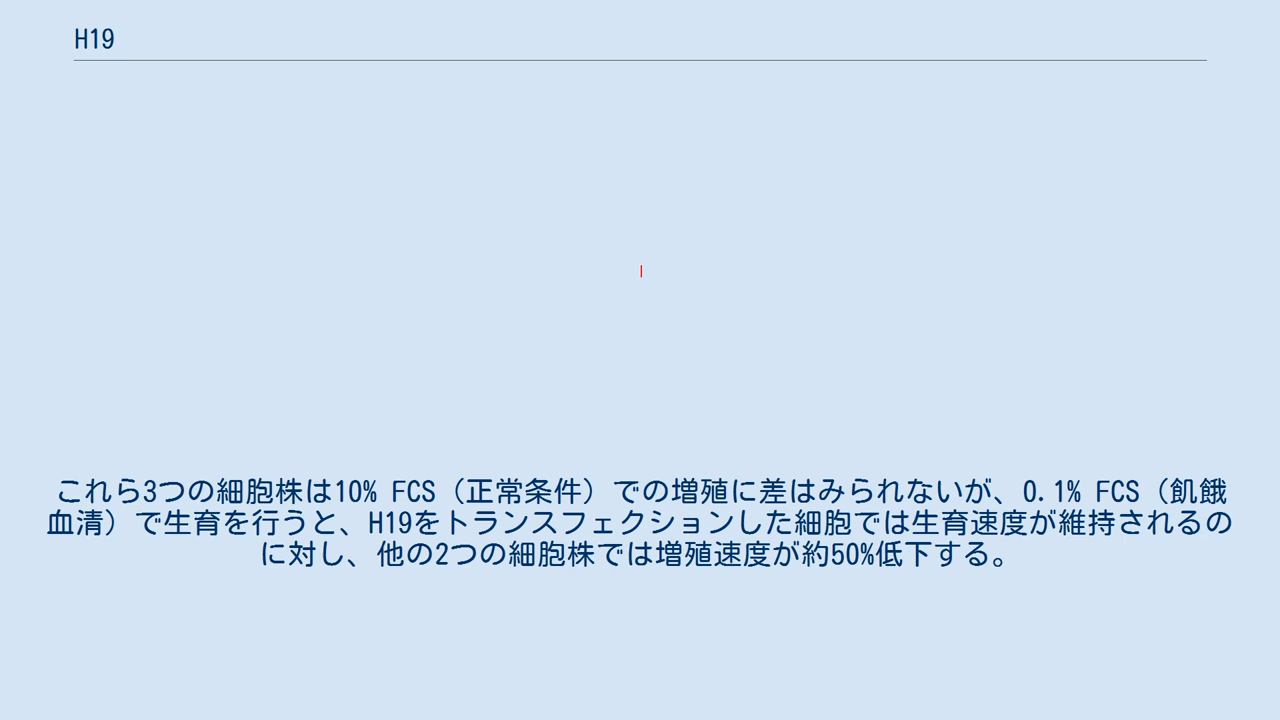 H19
これら3つの細胞株は10% FCS（正常条件）での増殖に差はみられないが、0.1% FCS（飢餓
血清）で生育を行うと、H19をトランスフェクションした細胞では生育速度が維持されるの
に対し、他の2つの細胞株では増殖速度が約50%低下する。